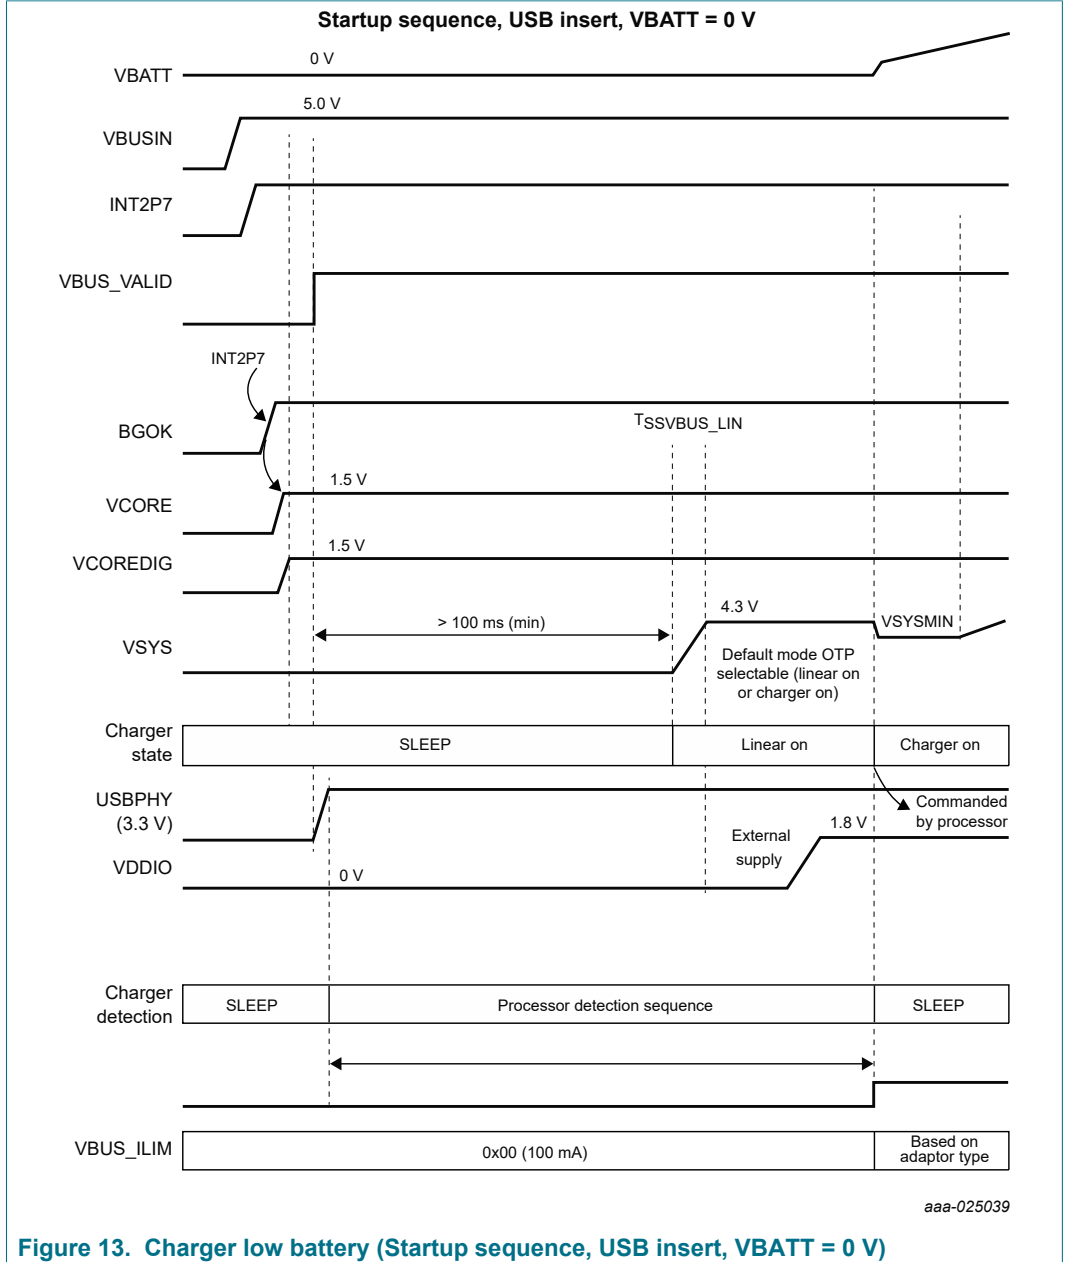 Startup sequence, USB insert, VBATT = 0 V
0 V
VBATT
5.0 V
VBUSIN
INT2P7
VBUS_VALID
INT2P7
BGOK
TSSVBUS_LIN
1.5 V
VCORE
1.5 V
VCOREDIG
4.3 V
> 100 ms (min)
VSYSMIN
VSYS
Default mode OTP
selectable (linear on
or charger on)
Charger
state
SLEEP
Linear on
Charger on
USBPHY
(3.3 V)
Commanded
by processor
1.8 V
External
supply
VDDIO
0 V
Charger
detection
SLEEP
Processor detection sequence
SLEEP
VBUS_ILIM
0x00 (100 mA)
Based on
adaptor type
aaa-025039
Figure 13. Charger low battery (Startup sequence, USB insert, VBATT = 0 V)